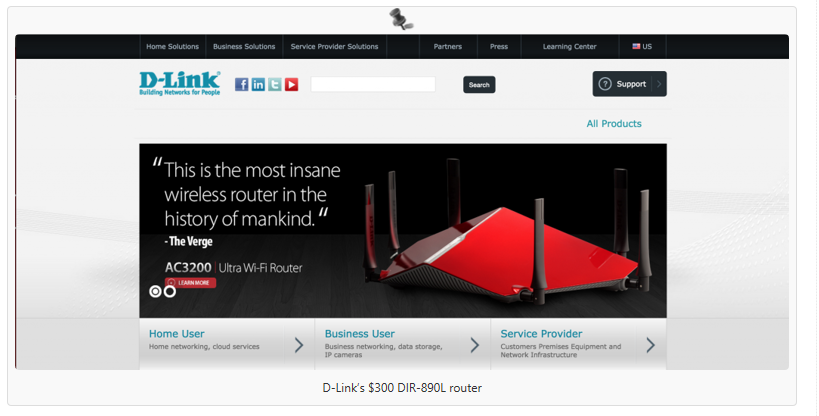 Home Solutions Business Solutions Service Provider Solutions Partners Press Learning Center US
D-Link®
Building Networks for People
f in t
Search
? Support
All Products
“This is the most insane
wireless router in the
history of mankind.“
- The Verge
AC3200 | Ultra Wi-Fi Router
LEARN MORE
Home User
Home networking, cloud services
Business User
Business networking, data storage,
IP cameras
Service Provider
Customers Premises Equipment and
Network Infrastructure
D-Link's $300 DIR-890L router